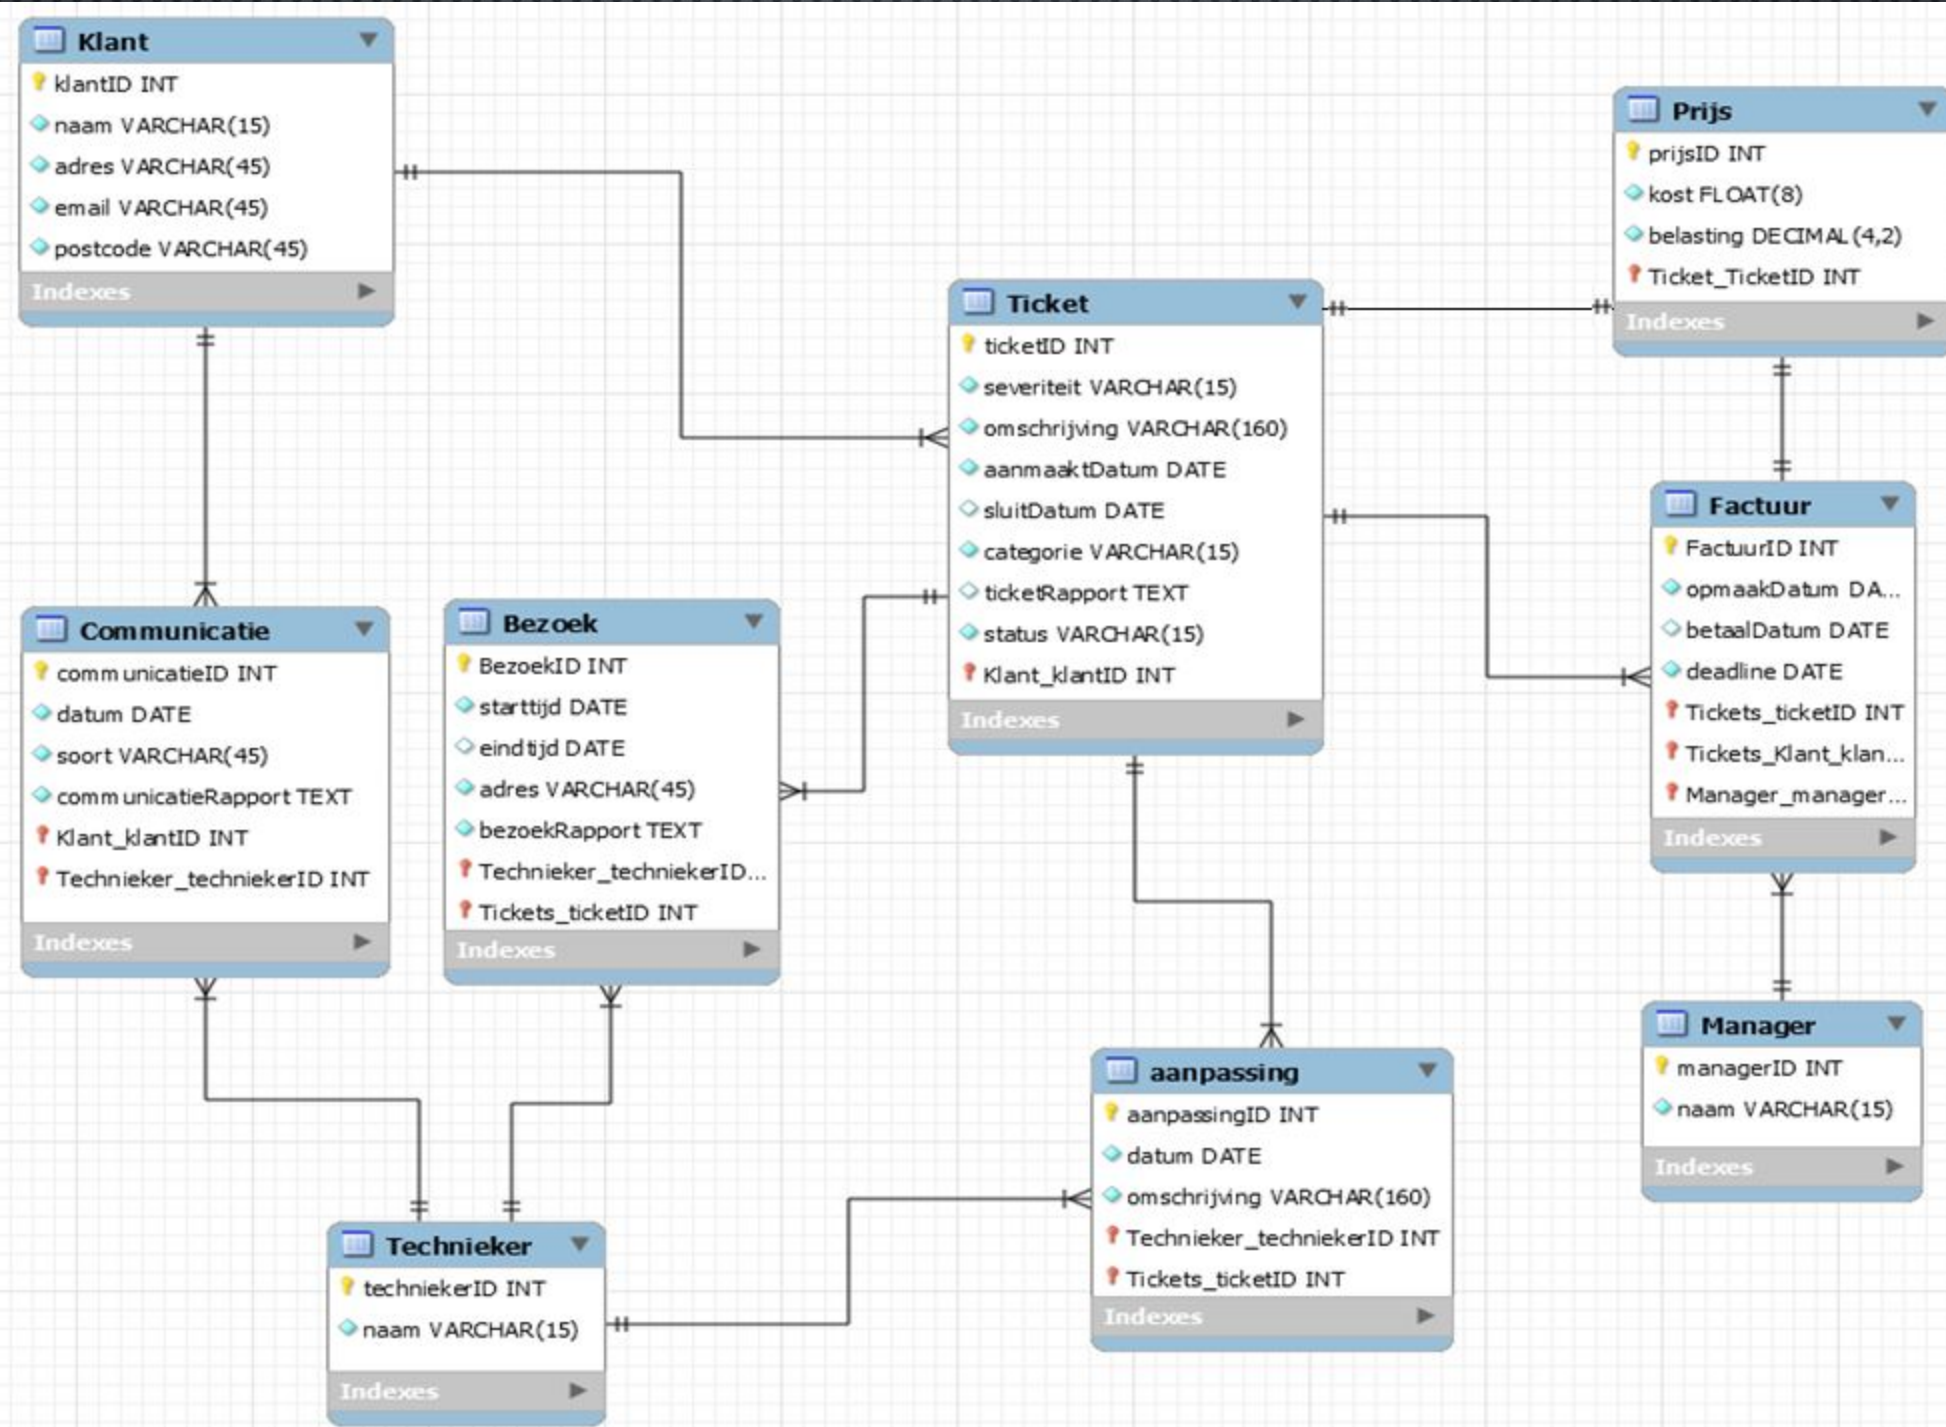 Klant
klantID INT
naam VARCHAR(15)
adres VARCHAR(45)
email VARCHAR(45)
postcode VARCHAR(45)
Indexes
Prijs
prijsID INT
kost FLOAT(8)
belasting DECIMAL(4,2)
Ticket_TicketID INT
Indexes
Ticket
ticketID INT
severiteit VARCHAR(15)
omschrijving VARCHAR(160)
aanmaaktDatum DATE
sluitDatum DATE
categorie VARCHAR(15)
ticketRapport TEXT
status VARCHAR(15)
Klant_klantID INT
Indexes
Factuur
FactuurID INT
opmaakDatum DA...
betaalDatum DATE
deadline DATE
Tickets_ticketID INT
Tickets_Klant_klan...
Manager_manager...
Indexes
Communicatie
communicatieID INT
datum DATE
soort VARCHAR(45)
communicatieRapport TEXT
Klant_klantID INT
Technieker_techniekerID INT
Indexes
Bezoek
BezoekID INT
starttijd DATE
eindtijd DATE
adres VARCHAR(45)
bezoekRapport TEXT
Technieker_techniekerID...
Tickets_ticketID INT
Indexes
Manager
managerID INT
naam VARCHAR(15)
Indexes
aanpassing
aanpassingID INT
datum DATE
omschrijving VARCHAR(160)
Technieker_techniekerID INT
Tickets_ticketID INT
Indexes
Technieker
techniekerID INT
naam VARCHAR(15)
Indexes